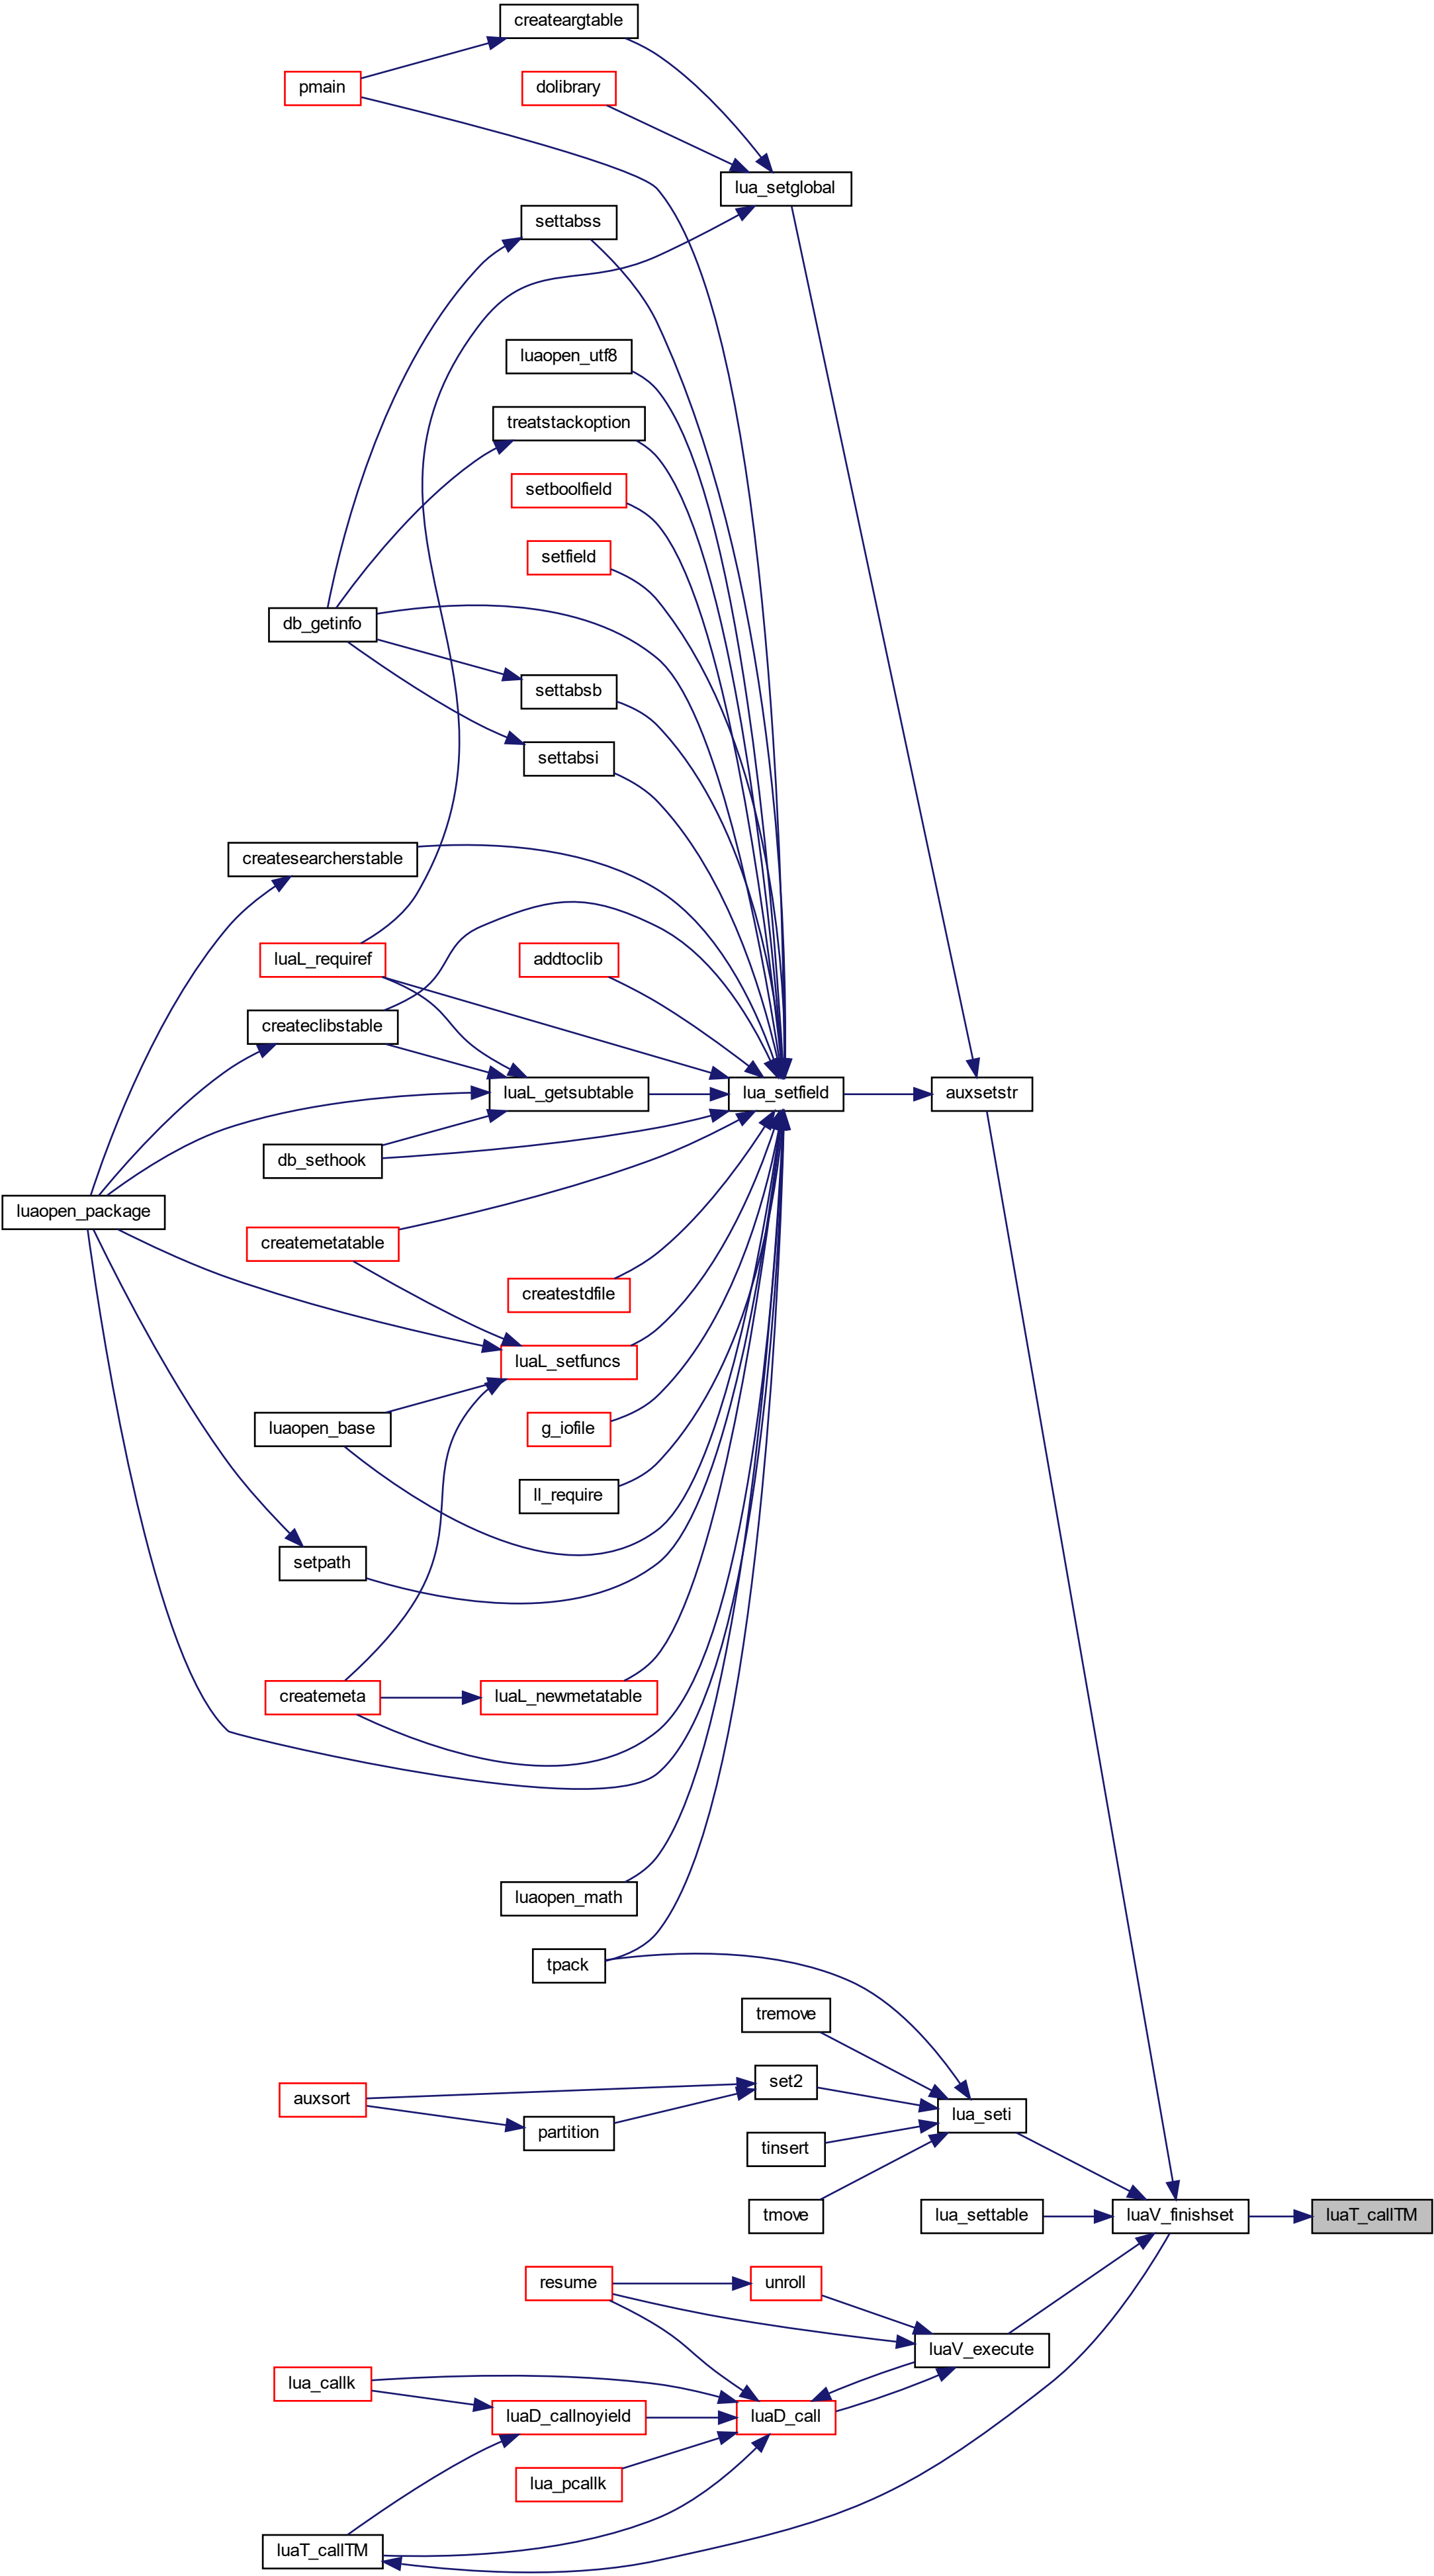 createargtable
pmain
dolibrary
lua_setglobal
settabss
luaopen_utf8
treatstackoption
setboolfield
setfield
db_getinfo
settabsb
settabsi
createsearcherstable
luaL_requiref
addtoclib
createclibstable
luaL_getsubtable
lua_setfield
auxsetstr
db_sethook
luaopen_package
createmetatable
createstdfile
luaL_setfuncs
luaopen_base
g_iofile
ll_require
setpath
createmeta
luaL_newmetatable
luaopen_math
tpack
tremove
auxsort
set2
partition
lua_seti
tinsert
tmove
lua_settable
luaV_finishset
luaT_callTM
resume
unroll
luaV_execute
lua_callk
luaD_callnoyield
luaD_call
lua_pcallk
luaT_callTM